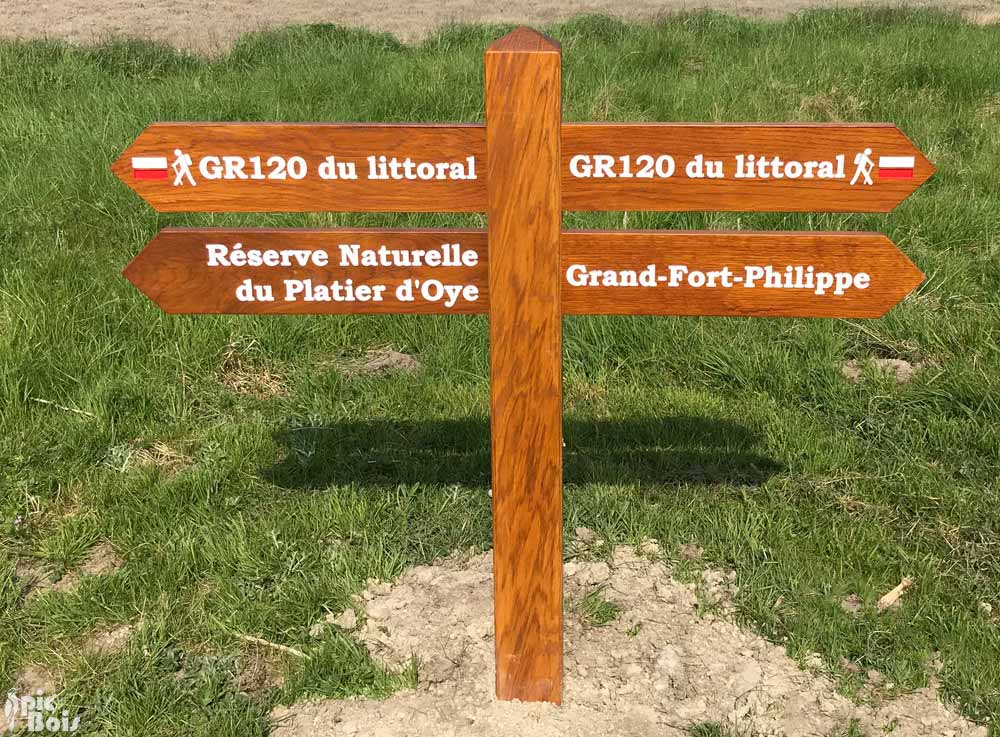 GR120 du littoral
GR120 du littoral
Réserve Naturelle
du Platier d'Oye
Grand-Fort-Philippe
pic
Bois